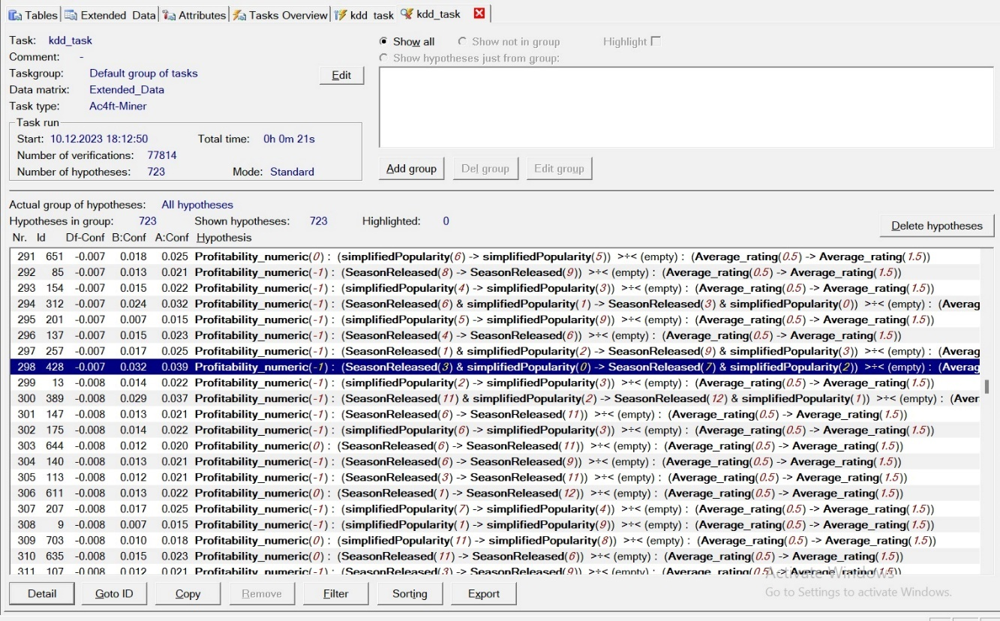 Tables Extended Data Attributes Tasks Overview kdd task kdd_task
Task: kdd_task
Comment: -
Taskgroup: Default group of tasks
Data matrix: Extended_Data
Task type: Ac4ft-Miner
Edit
Task run
Start: 10.12.2023 18:12:50 Total time: 0h 0m 21s
Number of verifications: 77814
Number of hypotheses: 723 Mode: Standard
Show all Show not in group Highlight
Show hypotheses just from group:
Add group Del group Edit group
Actual group of hypotheses: All hypotheses
Hypotheses in group: 723 Shown hypotheses: 723 Highlighted: 0
Delete hypotheses
Nr. Id Df-Conf B:Conf A:Conf Hypothesis
291 651 -0.007 0.018 0.025 Profitability_numeric(0) : (simplifiedPopularity(6) -> simplifiedPopularity(5)) >÷< (empty) : (Average_rating(0.5) -> Average_rating(1.5))
292 85 -0.007 0.013 0.021 Profitability_numeric(-1) : (SeasonReleased(8) -> SeasonReleased(9)) >÷< (empty) : (Average_rating(0.5) -> Average_rating(1.5))
293 154 -0.007 0.015 0.022 Profitability_numeric(-1) : (simplifiedPopularity(4) -> simplifiedPopularity(3)) >÷< (empty) : (Average_rating(0.5) -> Average_rating(1.5))
294 312 -0.007 0.024 0.032 Profitability_numeric(-1) : (SeasonReleased(6) & simplifiedPopularity(1) -> SeasonReleased(3) & simplifiedPopularity(0)) >÷< (empty) : (Averag
295 201 -0.007 0.007 0.015 Profitability_numeric(-1) : (simplifiedPopularity(5) -> simplifiedPopularity(9)) >÷< (empty) : (Average_rating(0.5) -> Average_rating(1.5))
296 137 -0.007 0.015 0.023 Profitability_numeric(-1) : (SeasonReleased(4) -> SeasonReleased(6)) >÷< (empty) : (Average_rating(0.5) -> Average_rating(1.5))
297 257 -0.007 0.017 0.025 Profitability_numeric(-1) : (SeasonReleased(1) & simplifiedPopularity(2) -> SeasonReleased(9) & simplifiedPopularity(3)) >÷< (empty) : (Averag
298 428 -0.007 0.032 0.039 Profitability_numeric(-1) : (SeasonReleased(3) & simplifiedPopularity(0) -> SeasonReleased(7) & simplifiedPopularity(2)) >÷< (empty) : (Averag
299 13 -0.008 0.014 0.022 Profitability_numeric(-1) : (simplifiedPopularity(2) -> simplifiedPopularity(3)) >÷< (empty) : (Average_rating(0.5) -> Average_rating(1.5))
300 389 -0.008 0.029 0.037 Profitability_numeric(-1) : (SeasonReleased(11) & simplifiedPopularity(2) -> SeasonReleased(12) & simplifiedPopularity(1)) >÷< (empty) : (Aver
301 147 -0.008 0.013 0.021 Profitability_numeric(-1) : (SeasonReleased(6) -> SeasonReleased(11)) >÷< (empty) : (Average_rating(0.5) -> Average_rating(1.5))
302 175 -0.008 0.014 0.022 Profitability_numeric(-1) : (simplifiedPopularity(6) -> simplifiedPopularity(3)) >÷< (empty) : (Average_rating(0.5) -> Average_rating(1.5))
303 644 -0.008 0.012 0.020 Profitability_numeric(0) : (SeasonReleased(6) -> SeasonReleased(11)) >÷< (empty) : (Average_rating(0.5) -> Average_rating(1.5))
304 140 -0.008 0.013 0.021 Profitability_numeric(-1) : (SeasonReleased(6) -> SeasonReleased(9)) >÷< (empty) : (Average_rating(0.5) -> Average_rating(1.5))
305 113 -0.008 0.012 0.021 Profitability_numeric(-1) : (SeasonReleased(3) -> SeasonReleased(11)) >÷< (empty) : (Average_rating(0.5) -> Average_rating(1.5))
306 611 -0.008 0.013 0.022 Profitability_numeric(0) : (SeasonReleased(1) -> SeasonReleased(12)) >÷< (empty) : (Average_rating(0.5) -> Average_rating(1.5))
307 207 -0.008 0.017 0.025 Profitability_numeric(-1) : (simplifiedPopularity(7) -> simplifiedPopularity(4)) >÷< (empty) : (Average_rating(0.5) -> Average_rating(1.5))
308 9 -0.008 0.007 0.015 Profitability_numeric(-1) : (simplifiedPopularity(1) -> simplifiedPopularity(9)) >÷< (empty) : (Average_rating(0.5) -> Average_rating(1.5))
309 703 -0.008 0.010 0.018 Profitability_numeric(0) : (simplifiedPopularity(11) -> simplifiedPopularity(8)) >÷< (empty) : (Average_rating(0.5) -> Average_rating(1.5))
310 635 -0.008 0.015 0.023 Profitability_numeric(0) : (SeasonReleased(11) -> SeasonReleased(6)) >÷< (empty) : (Average_rating(0.5) -> Average_rating(1.5))
311 107 -0.008 0.012 0.021 Profitability_numeric(-1) : (SeasonReleased(3) -> SeasonReleased(9)) >÷< (empty) : (Average_rating(0.5) -> Average_rating(1.5))
Activate Windows
Go to Settings to activate Windows.
Detail Goto ID Copy Remove Filter Sorting Export